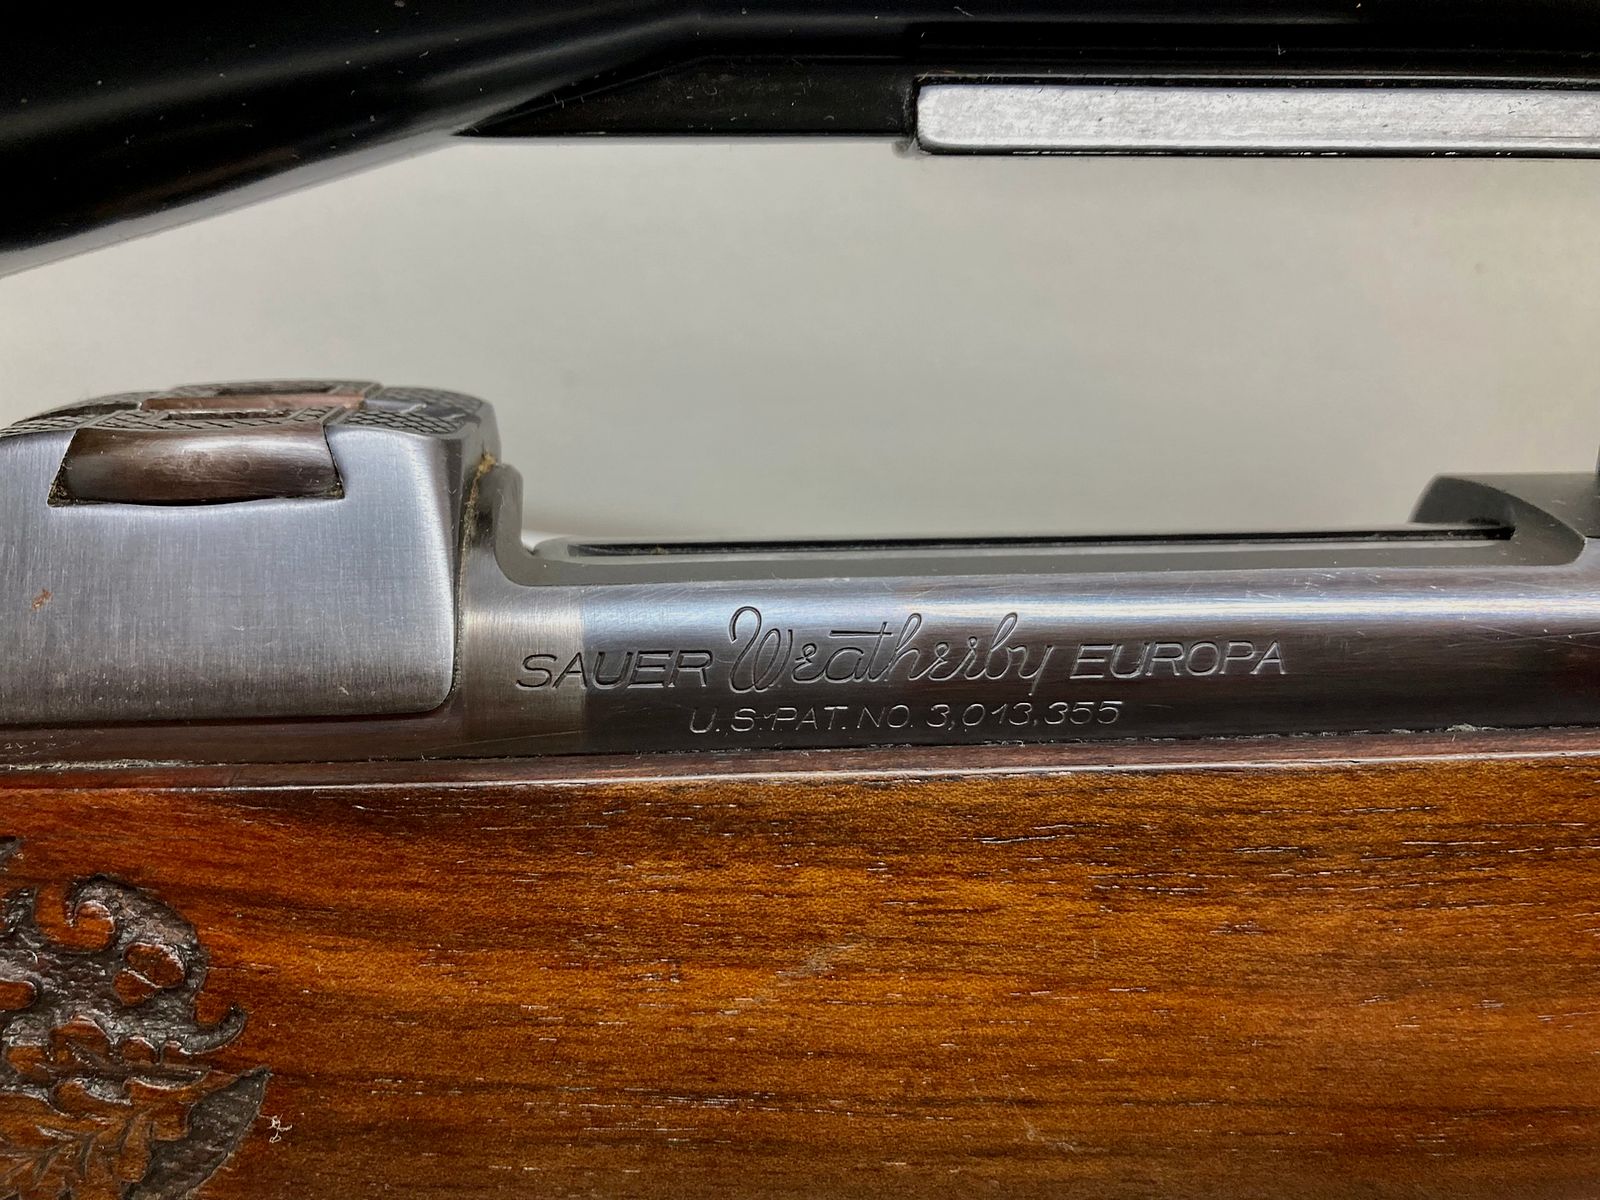 SAUER Weatherby EUROPA
U.S. PAT. NO. 3,013,355